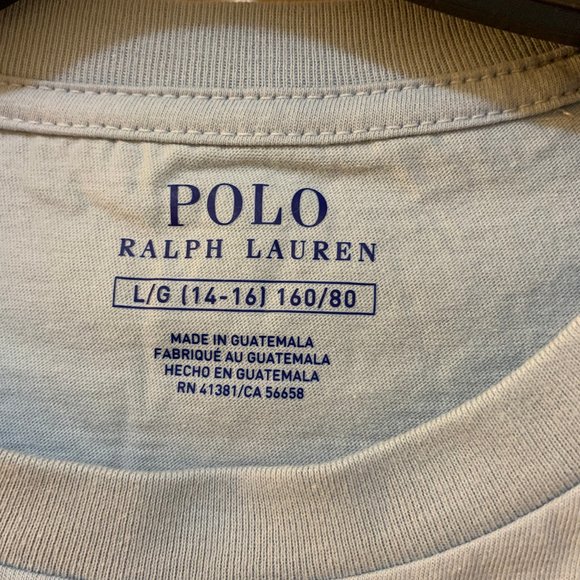 POLO
RALPH LAUREN
L/G (14-16) 160/80
MADE IN GUATEMALA
FABRIQUÉ AU GUATEMALA
HECHO EN GUATEMALA
RN 41381/CA 56658